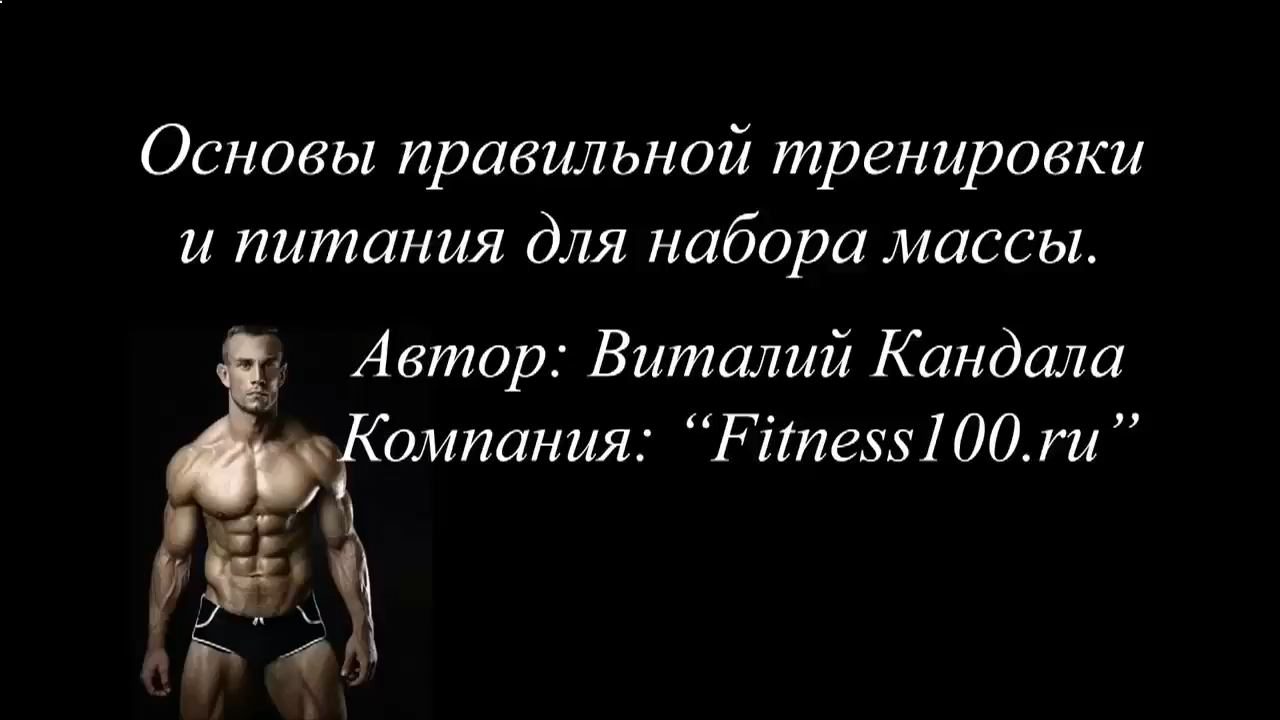 Основы правильной тренировки
и питания для набора массы.
Автор: Виталий Кандала
Компания: “Fitness100.ru”